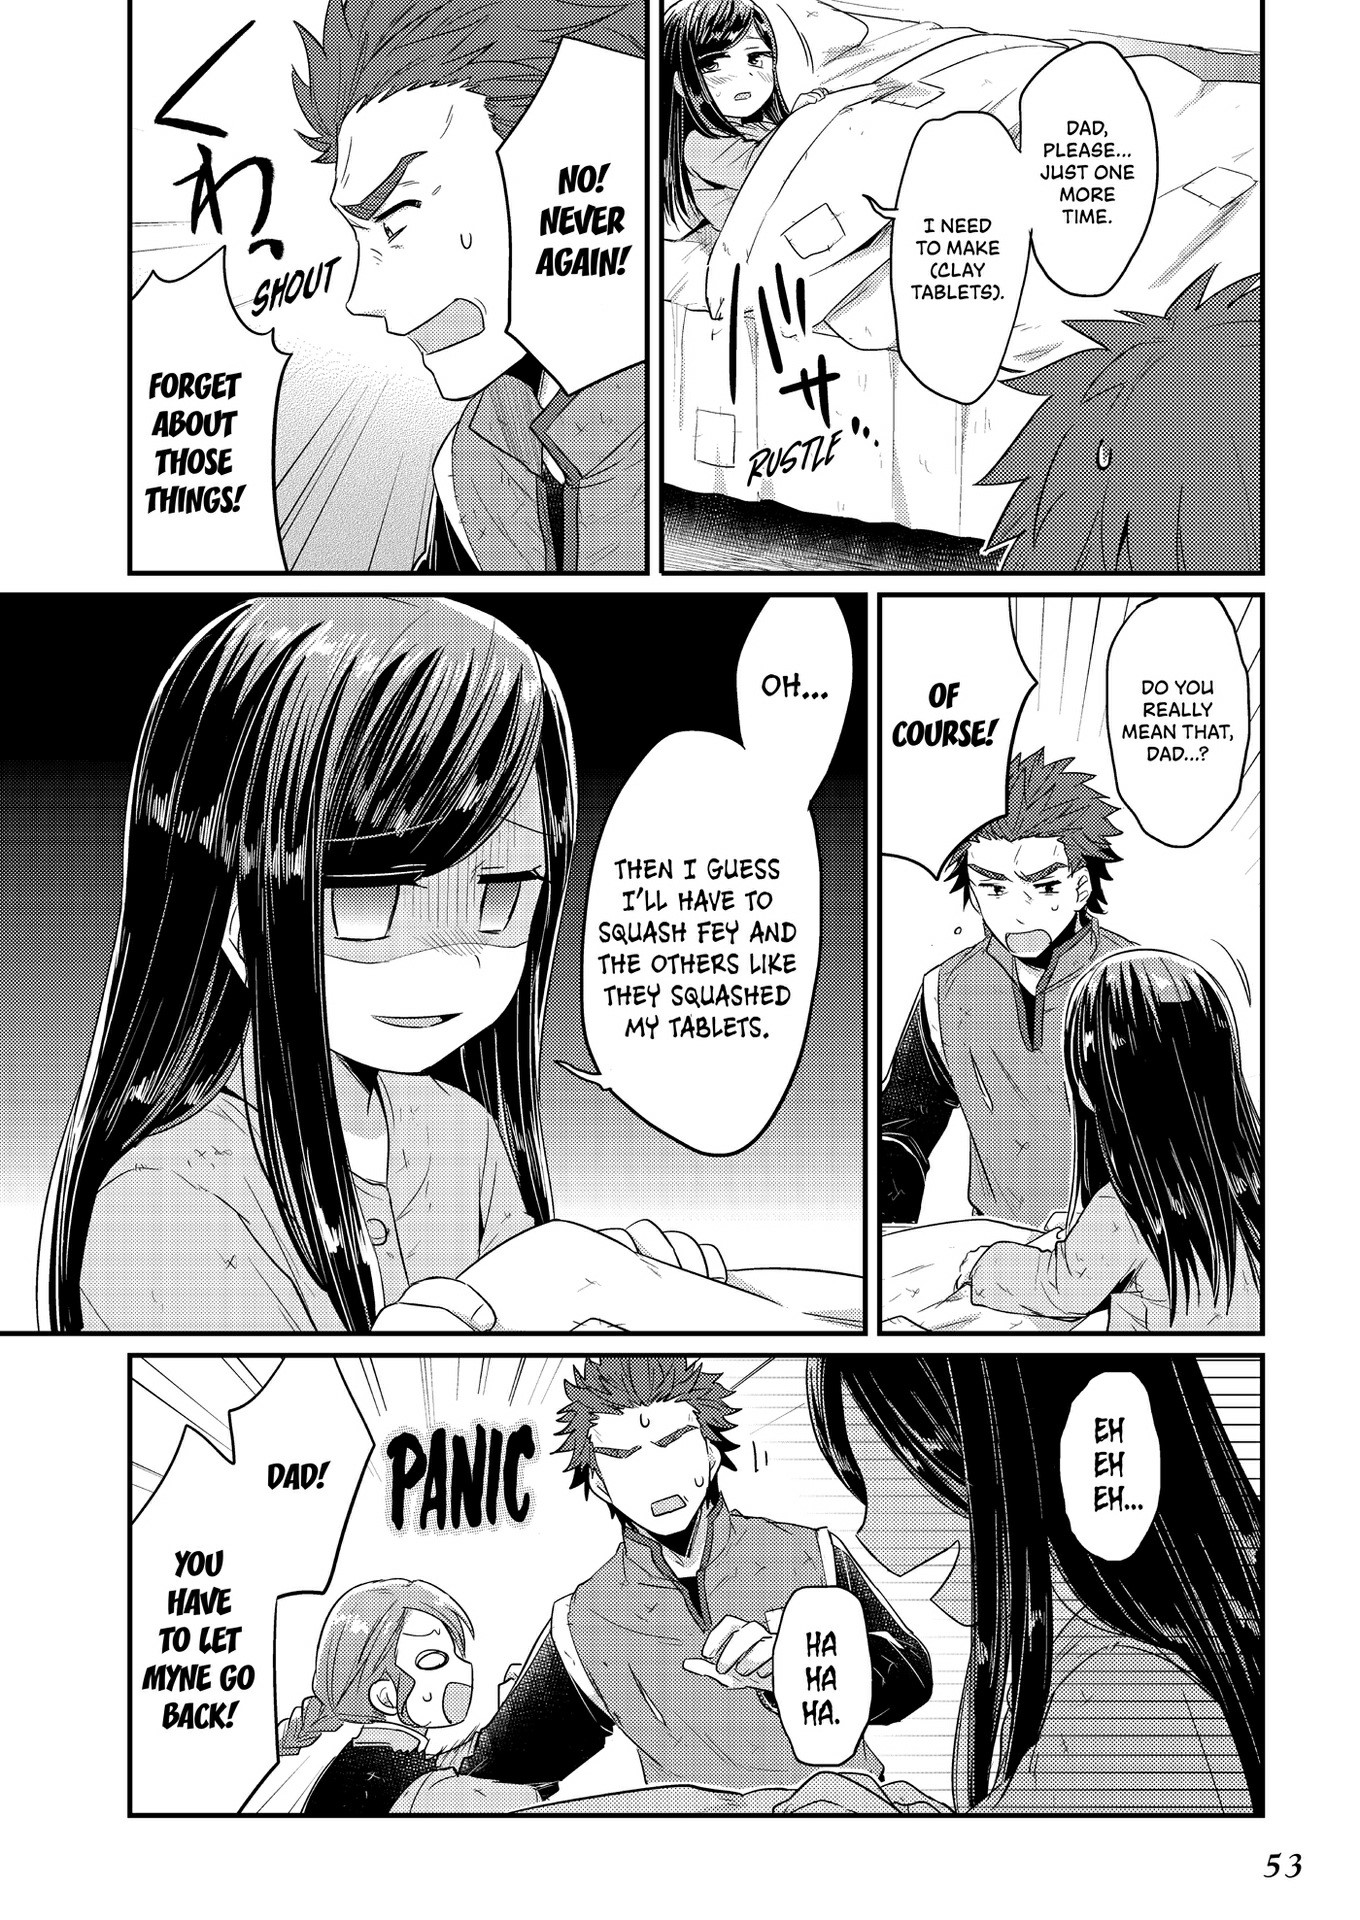 DAD,
PLEASE...
JUST ONE
MORE
TIME.
I NEED
TO MAKE
(CLAY
TABLETS).
ガサ...
RUSTLE
NO!
NEVER
AGAIN!
くわっ
SHOUT
FORGET
ABOUT
THOSE
THINGS!
DO YOU
REALLY
MEAN THAT,
DAD...?
OF
COURSE!
OH...
THEN I GUESS
I'LL HAVE TO
SQUASH FEY AND
THE OTHERS LIKE
THEY SQUASHED
MY TABLETS.
EH
EH
EH...
HA
HA
HA.
PANIC
DAD!
YOU
HAVE
TO LET
MYNE GO
BACK!
53